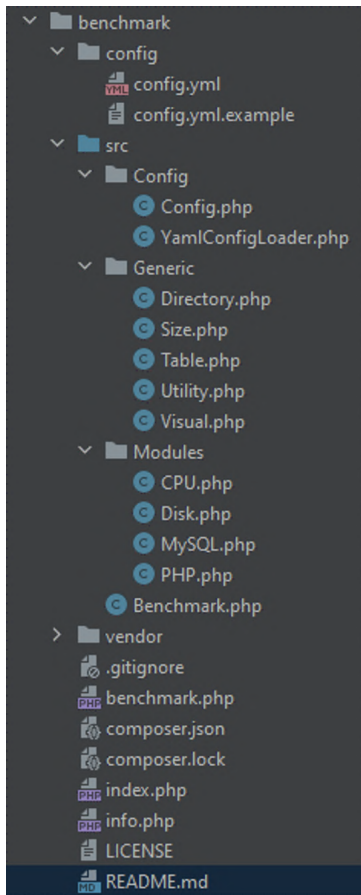 benchmark
config
config.yml
config.yml.example
src
Config
Config.php
YamlConfigLoader.php
Generic
Directory.php
Size.php
Table.php
Utility.php
Visual.php
Modules
CPU.php
Disk.php
MySQL.php
PHP.php
Benchmark.php
vendor
.gitignore
benchmark.php
composer.json
composer.lock
index.php
info.php
LICENSE
README.md